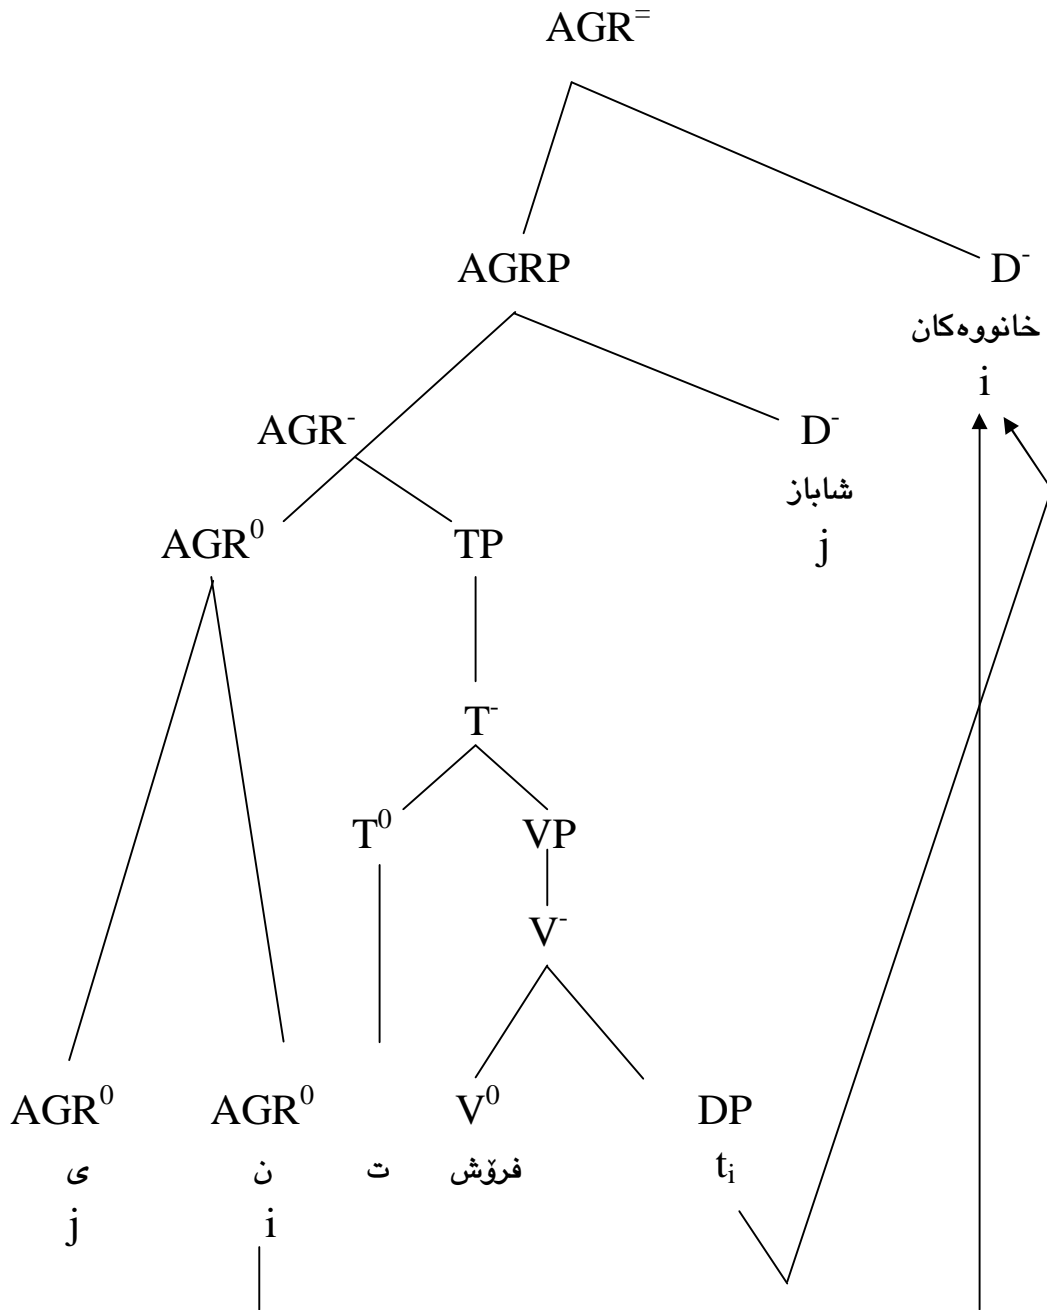 AGR⁼
AGRP
D⁻
خانووەکان
i
AGR⁻
D⁻
شاباز
j
AGR⁰
TP
T⁻
T⁰
VP
V⁻
AGR⁰
AGR⁰
V⁰
DP
ی
ن
ت
فرۆش
tᵢ
j
i